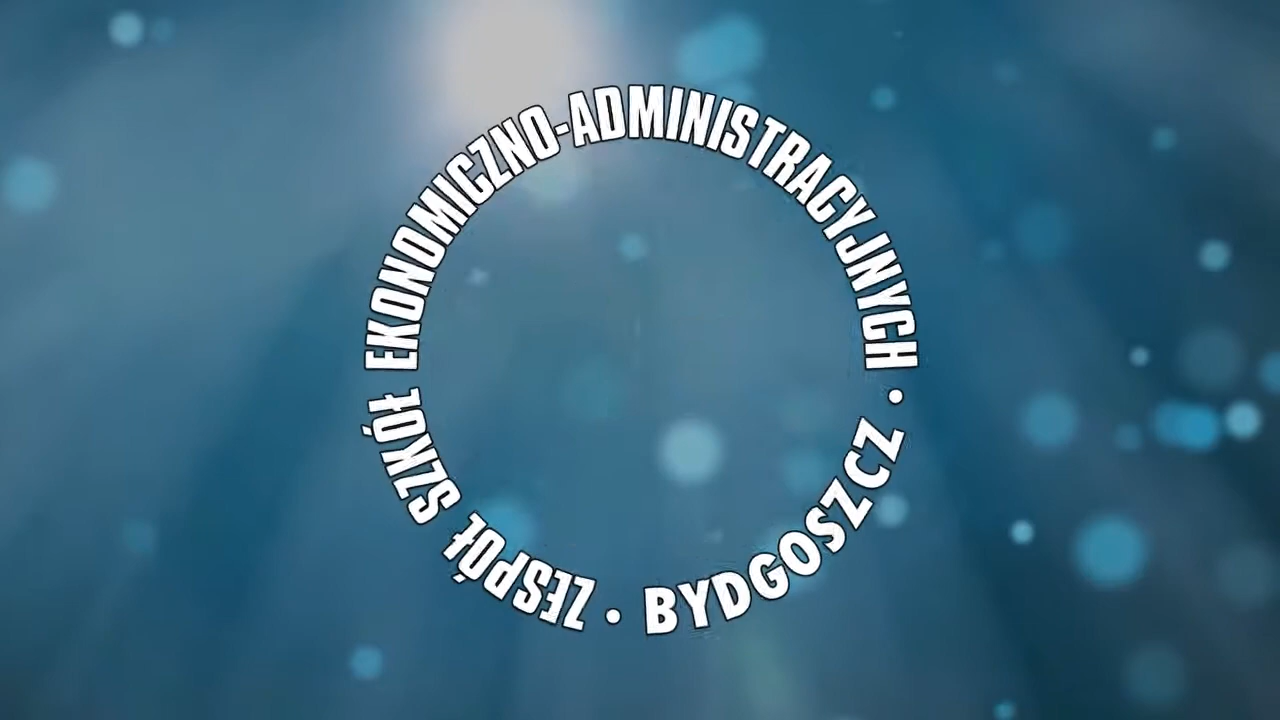 ZESPÓŁ SZKÓŁ EKONOMICZNO-ADMINISTRACYJNYCH •
BYDGOSZCZ •